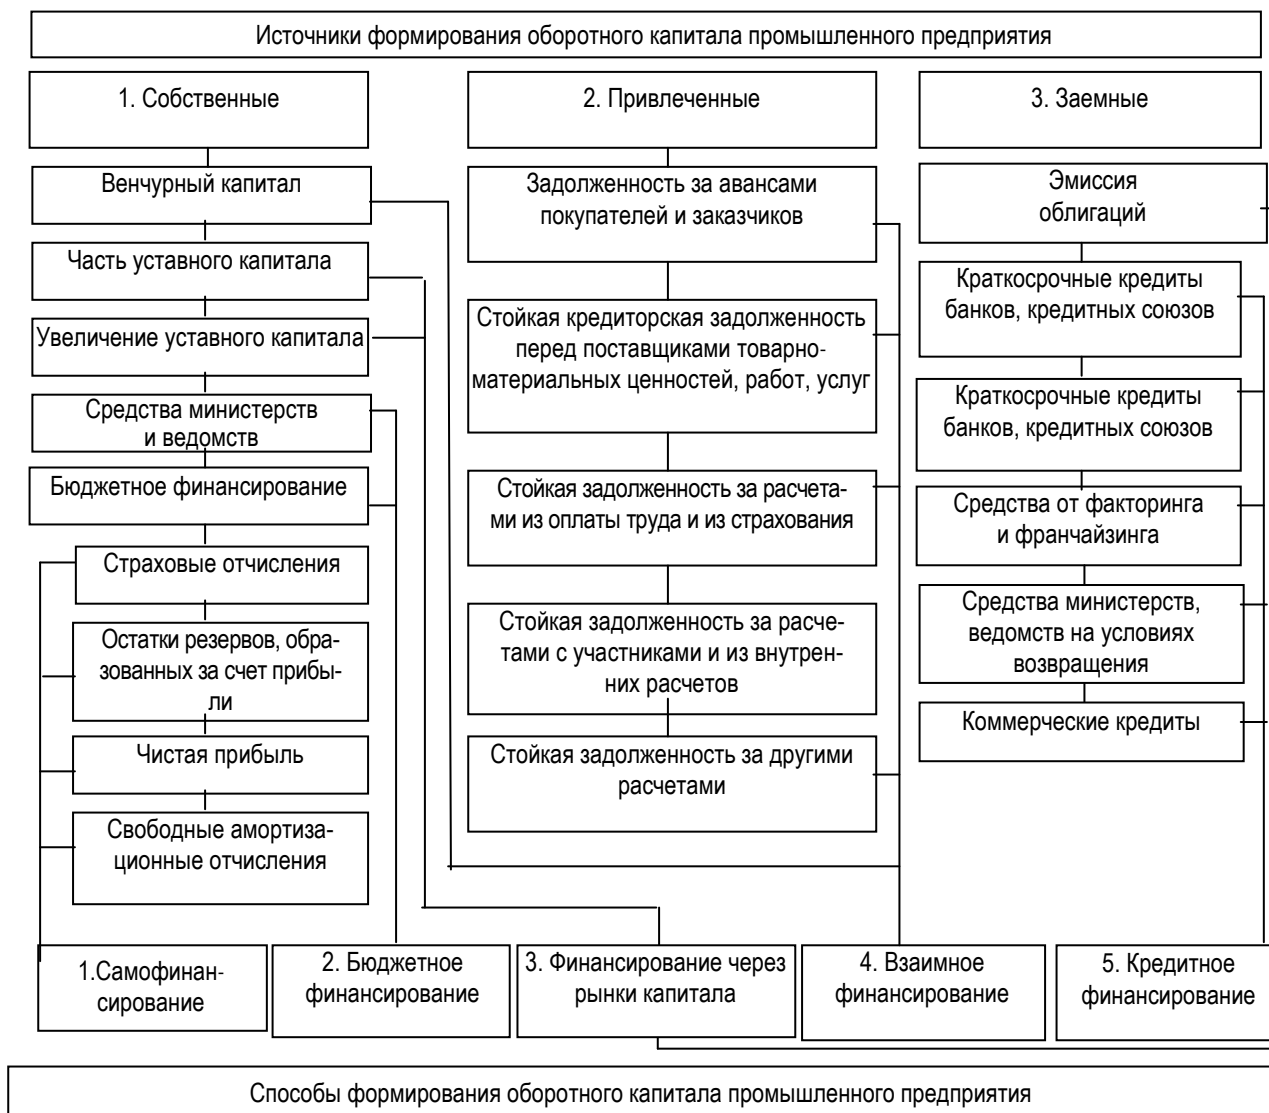 Источники формирования оборотного капитала промышленного предприятия
1. Собственные
2. Привлеченные
3. Заемные
Венчурный капитал
Часть уставного капитала
Увеличение уставного капитала
Средства министерств
и ведомств
Бюджетное финансирование
Страховые отчисления
Остатки резервов, обра-
зованных за счет прибы-
ли
Чистая прибыль
Свободные амортиза-
ционные отчисления
Задолженность за авансами
покупателей и заказчиков
Стойкая кредиторская задолженность
перед поставщиками товарно-
материальных ценностей, работ, услуг
Стойкая задолженность за расчета-
ми из оплаты труда и из страхования
Стойкая задолженность за расче-
тами с участниками и из внутрен-
них расчетов
Стойкая задолженность за другими
расчетами
Эмиссия
облигаций
Краткосрочные кредиты
банков, кредитных союзов
Краткосрочные кредиты
банков, кредитных союзов
Средства от факторинга
и франчайзинга
Средства министерств,
ведомств на условиях
возвращения
Коммерческие кредиты
1.Самофинан-
сирование
2. Бюджетное
финансирование
3. Финансирование через
рынки капитала
4. Взаимное
финансирование
5. Кредитное
финансирование
Способы формирования оборотного капитала промышленного предприятия